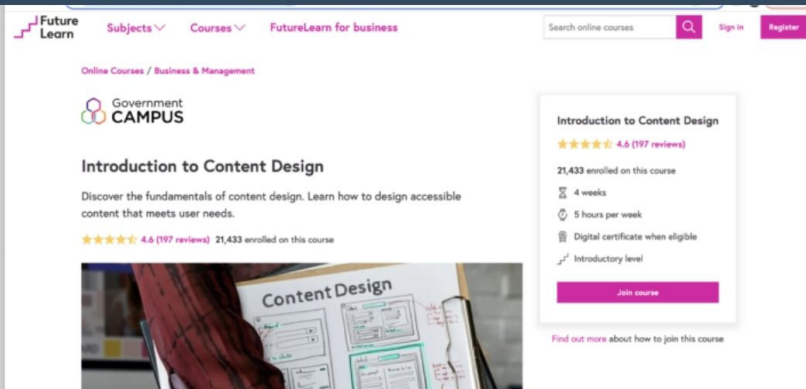 Future
Learn
Subjects
Courses
FutureLearn for business
Search online courses
Sign in
Register
Online Courses / Business & Management
Government
CAMPUS
Introduction to Content Design
Discover the fundamentals of content design. Learn how to design accessible
content that meets user needs.
4.6 (197 reviews) 21,433 enrolled on this course
Content Design
Introduction to Content Design
4.6 (197 reviews)
21,433 enrolled on this course
4 weeks
5 hours per week
Digital certificate when eligible
Introductory level
Join course
Find out more about how to join this course